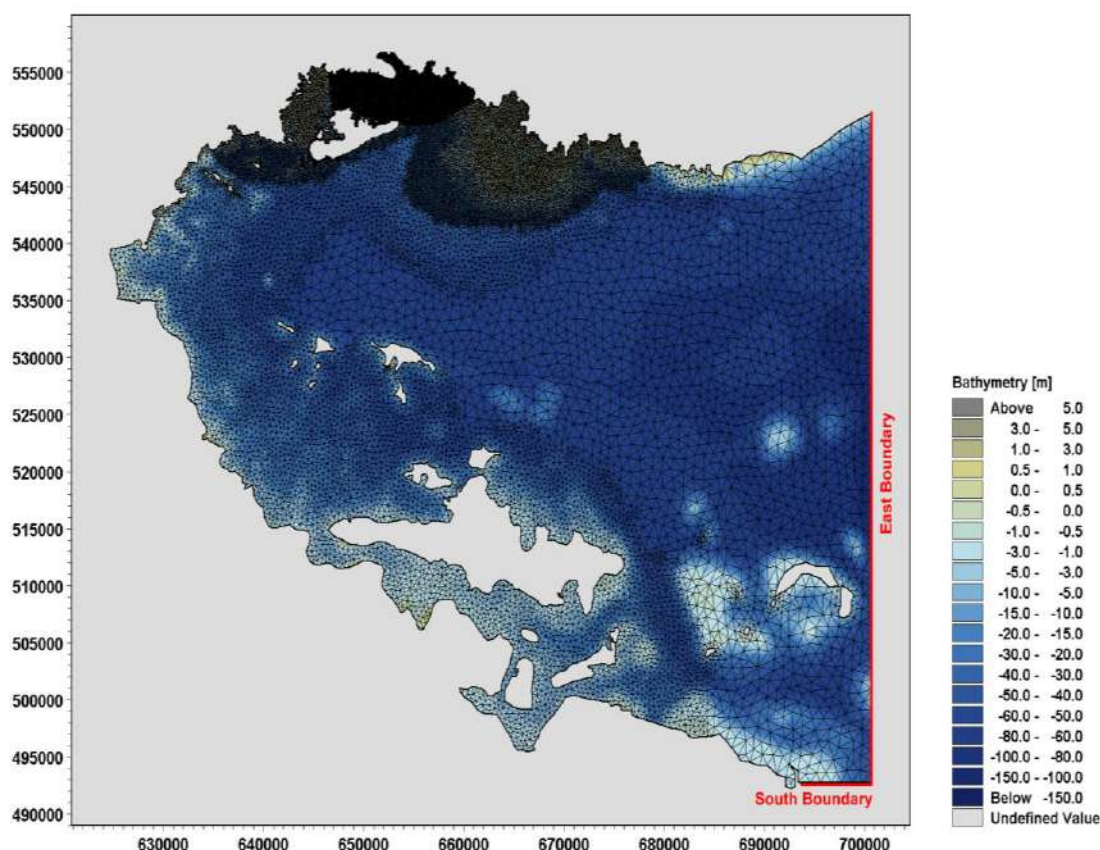 555000
550000
545000
540000
535000
530000
525000
520000
515000
510000
505000
500000
495000
490000
630000 640000 650000 660000 670000 680000 690000 700000
East Boundary
South Boundary
Bathymetry [m]
Above 5.0
3.0 - 5.0
1.0 - 3.0
0.5 - 1.0
0.0 - 0.5
-0.5 - 0.0
-1.0 - -0.5
-3.0 - -1.0
-5.0 - -3.0
-10.0 - -5.0
-15.0 - -10.0
-20.0 - -15.0
-30.0 - -20.0
-40.0 - -30.0
-50.0 - -40.0
-60.0 - -50.0
-80.0 - -60.0
-100.0 - -80.0
-150.0 - -100.0
Below -150.0
Undefined Value